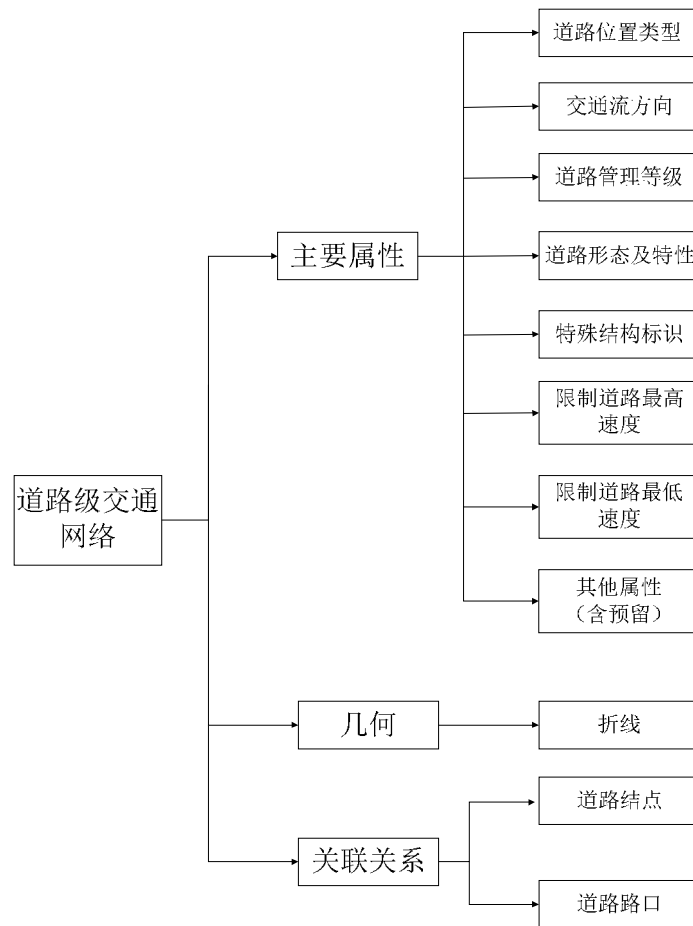 道路位置类型
交通流方向
道路管理等级
主要属性
道路形态及特性
特殊结构标识
限制道路最高
速度
道路级交通
网络
限制道路最低
速度
其他属性
（含预留）
几何
折线
道路结点
关联关系
道路路口